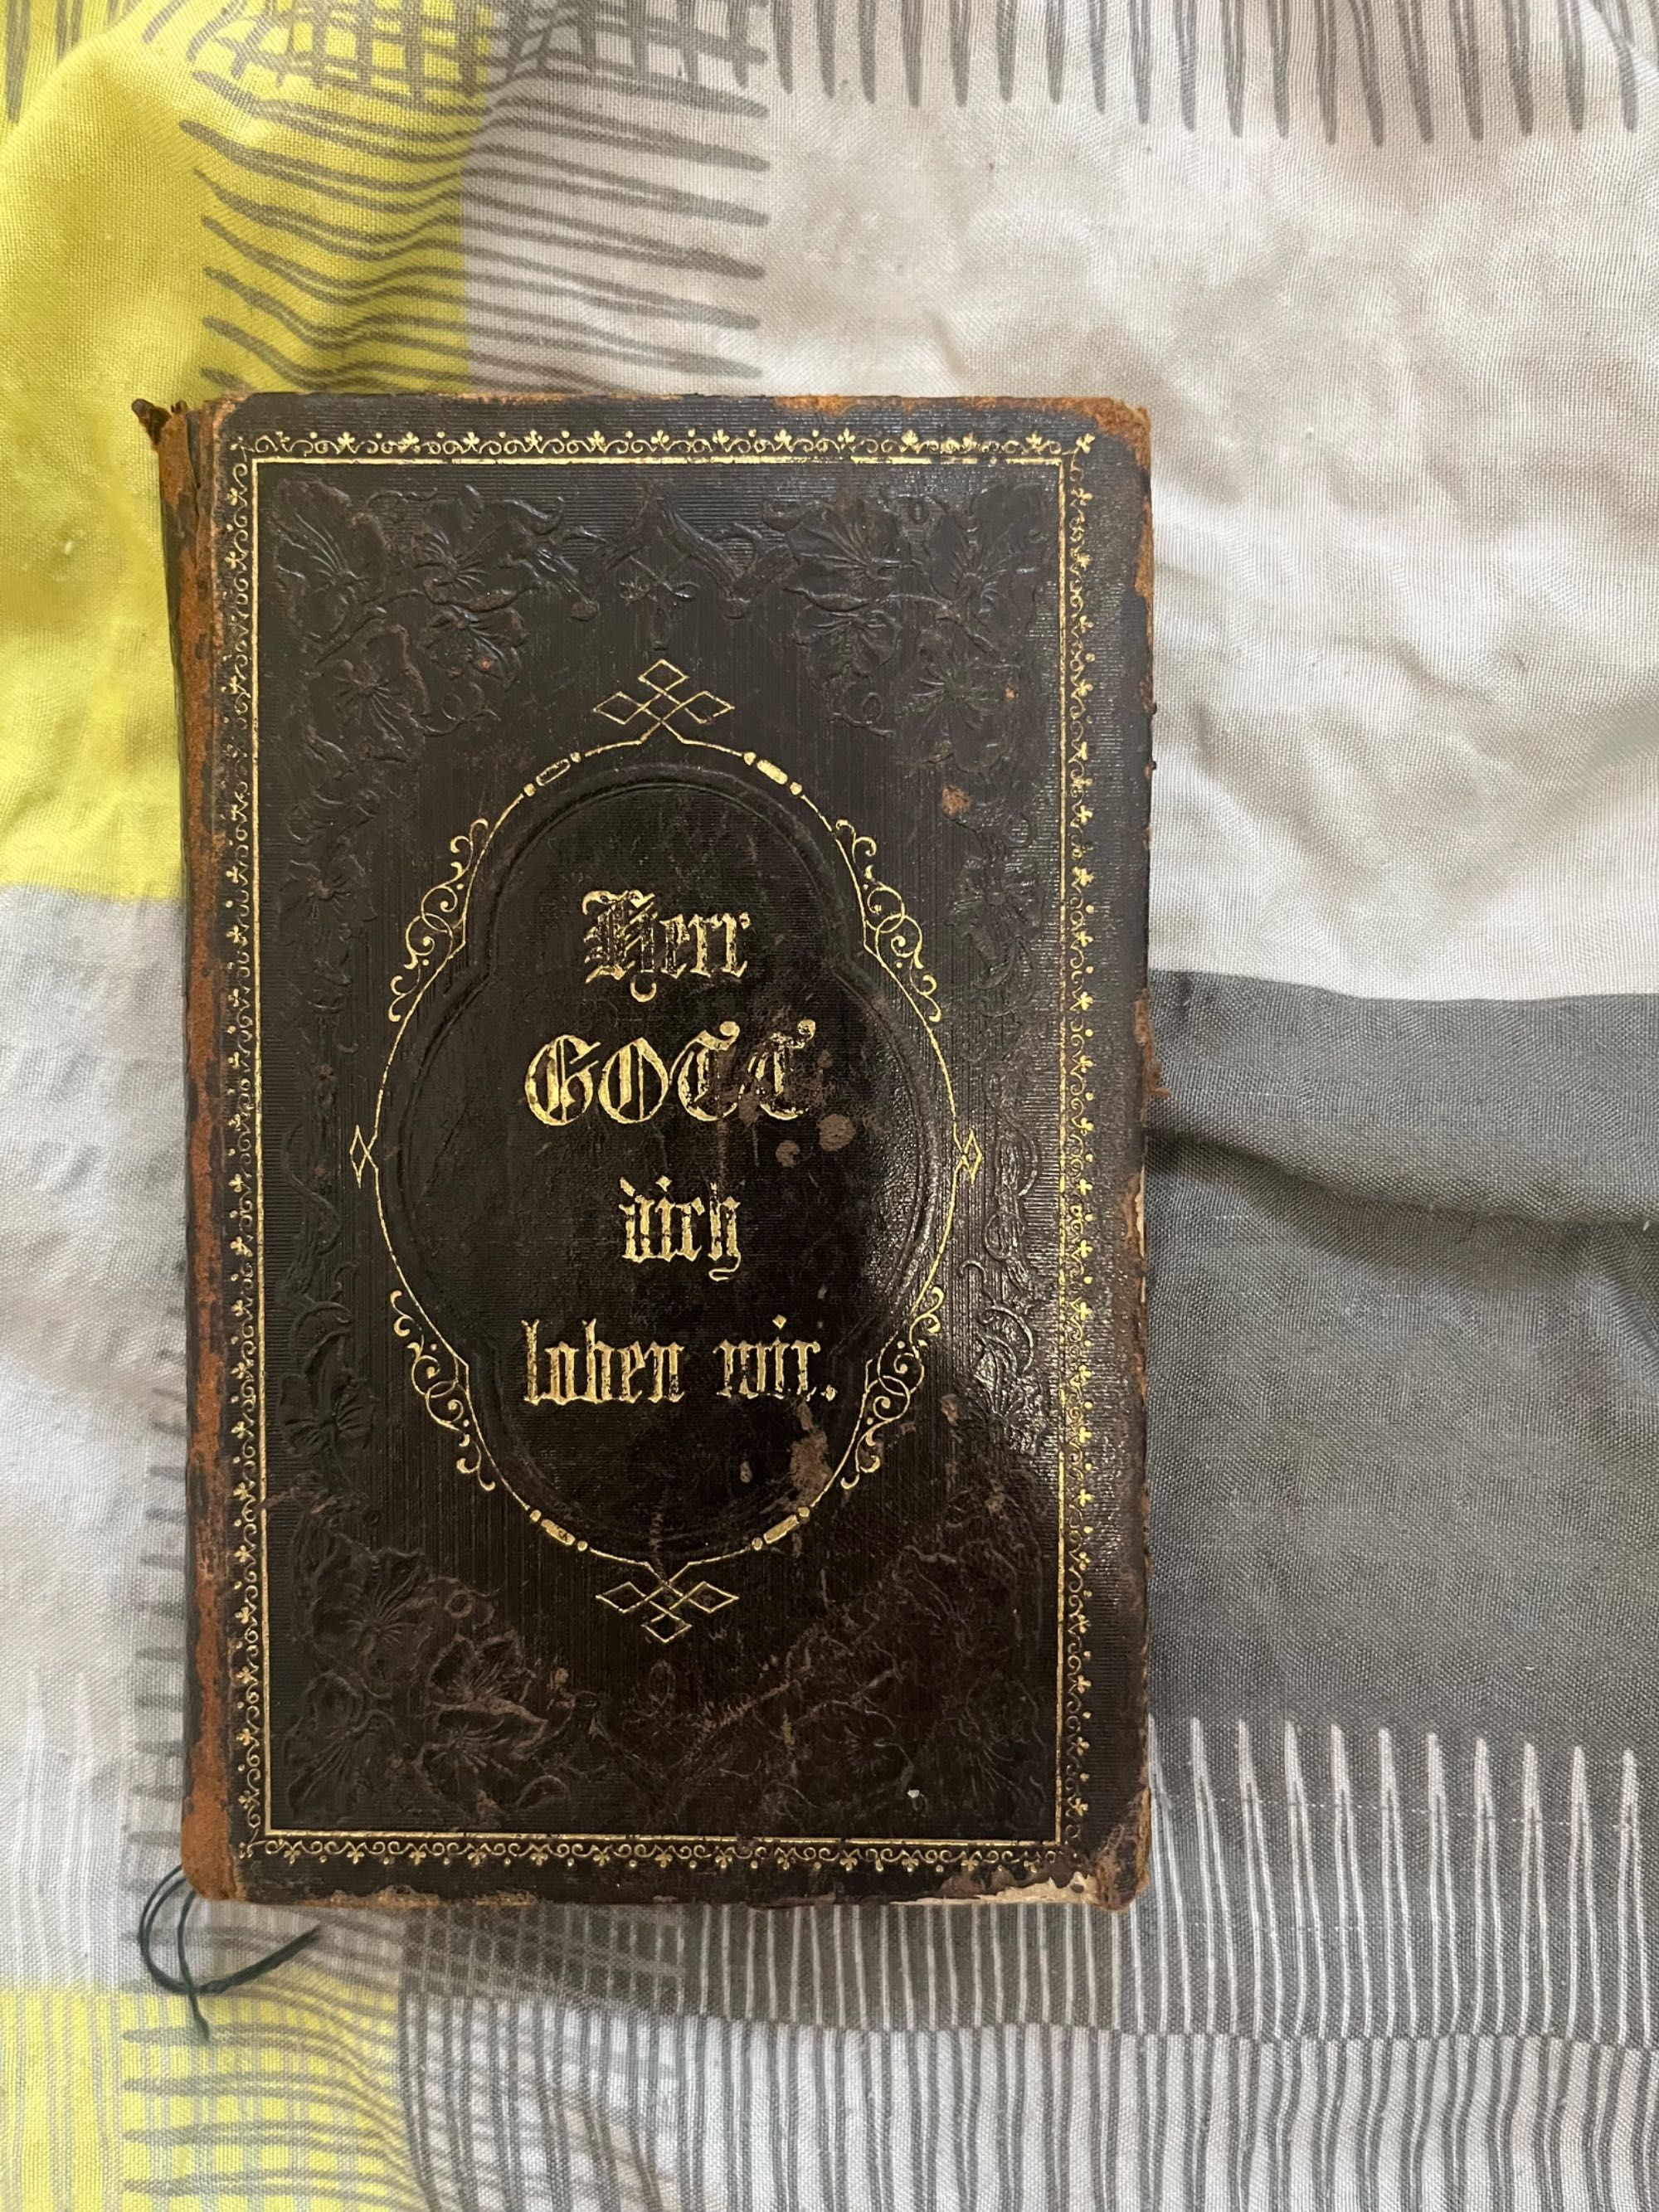 Herr
GOTT
dich
loben wir.